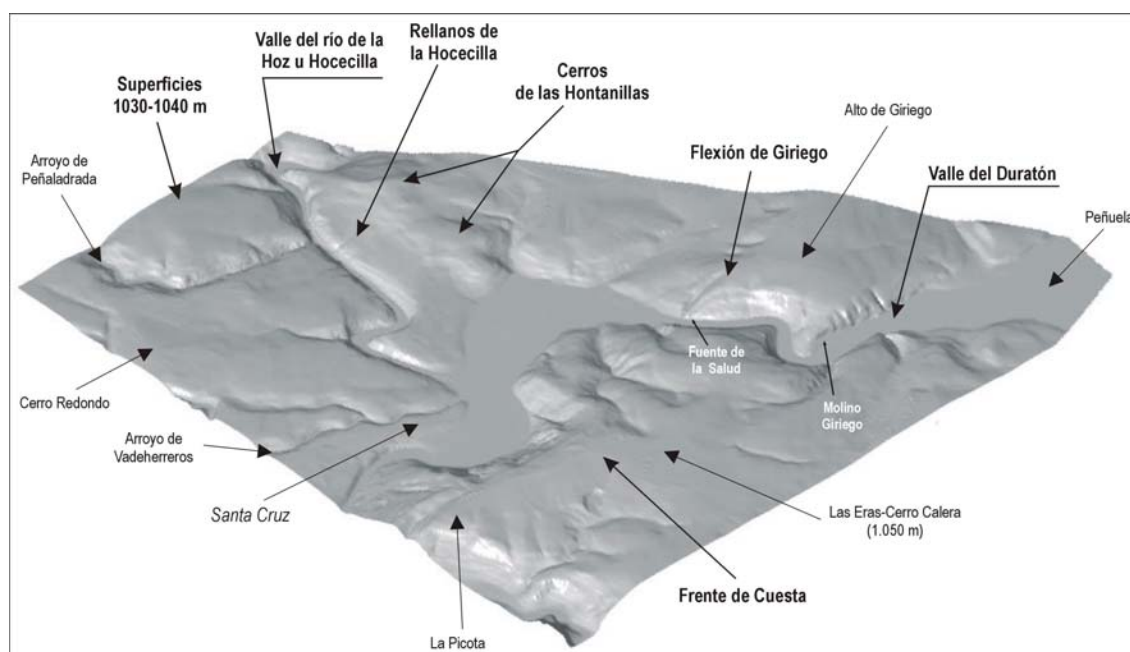 Valle del río de la
Hoz u Hocecilla
Rellanos de
la Hocecilla
Superficies
1030-1040 m
Cerros
de las Hontanillas
Alto de Giriego
Arroyo de
Peñaladrada
Flexión de Giriego
Valle del Duratón
Peñuela
Fuente de
la Salud
Molino
Giriego
Cerro Redondo
Arroyo de
Vadeherreros
Santa Cruz
Las Eras-Cerro Calera
(1.050 m)
Frente de Cuesta
La Picota